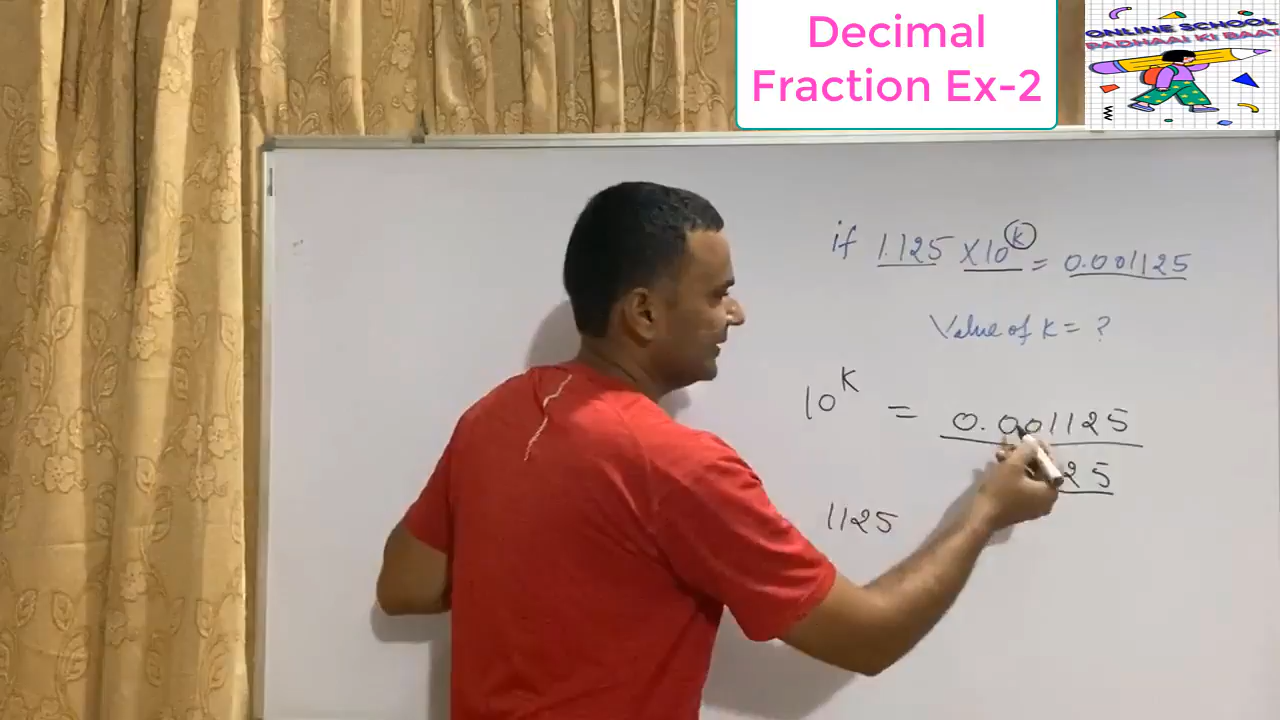 Decimal
Fraction Ex-2
ONLINE SCHOOL
PADHAAI KI BAAT
if 1.125 ×10^k = 0.001125
Value of k = ?
10^k = 0.001125
25
1125